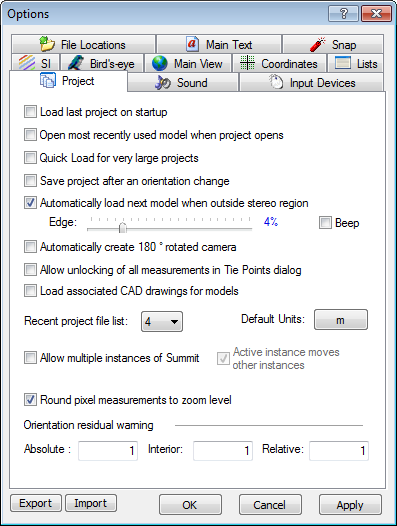 Options
File Locations Main Text Snap
SI Bird's-eye Main View Coordinates Lists
Project Sound Input Devices
Load last project on startup
Open most recently used model when project opens
Quick Load for very large projects
Save project after an orientation change
Automatically load next model when outside stereo region
Edge: 4% Beep
Automatically create 180 ° rotated camera
Allow unlocking of all measurements in Tie Points dialog
Load associated CAD drawings for models
Recent project file list: 4 Default Units: m
Allow multiple instances of Summit Active instance moves
other instances
Round pixel measurements to zoom level
Orientation residual warning
Absolute : 1 Interior: 1 Relative: 1
Export Import OK Cancel Apply